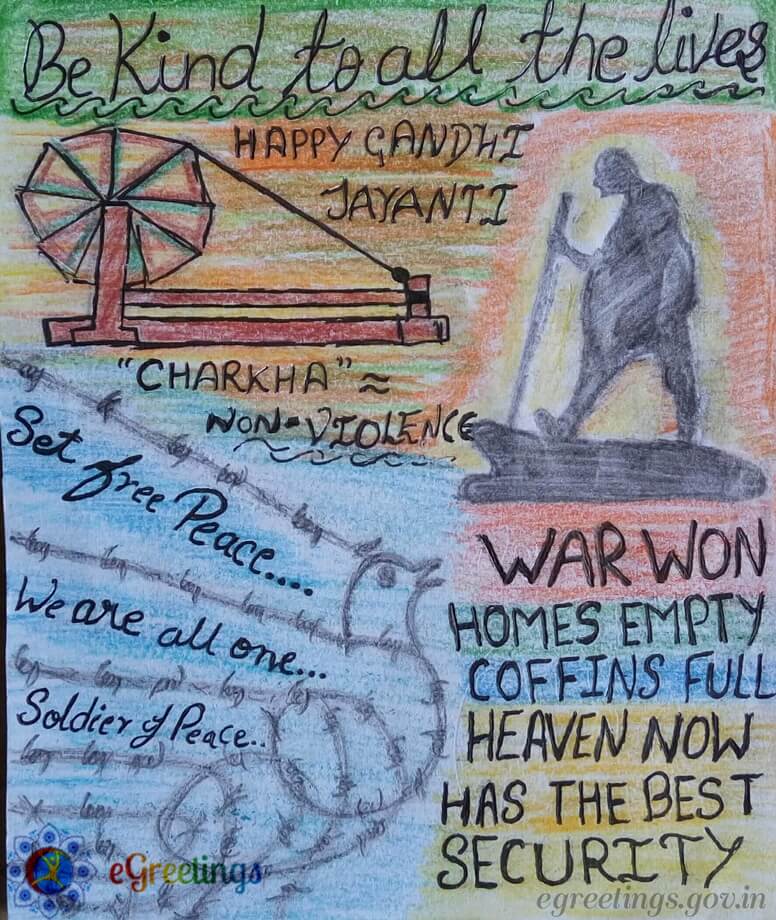 Be Kind to all the lives
HAPPY GANDHI
JAYANTI
"CHARKHA" ≈
NON-VIOLENCE
Set free Peace....
We are all one...
Soldier of Peace..
WAR WON
HOMES EMPTY
COFFINS FULL
HEAVEN NOW
HAS THE BEST
SECURITY
eGreetings
egreetings.gov.in